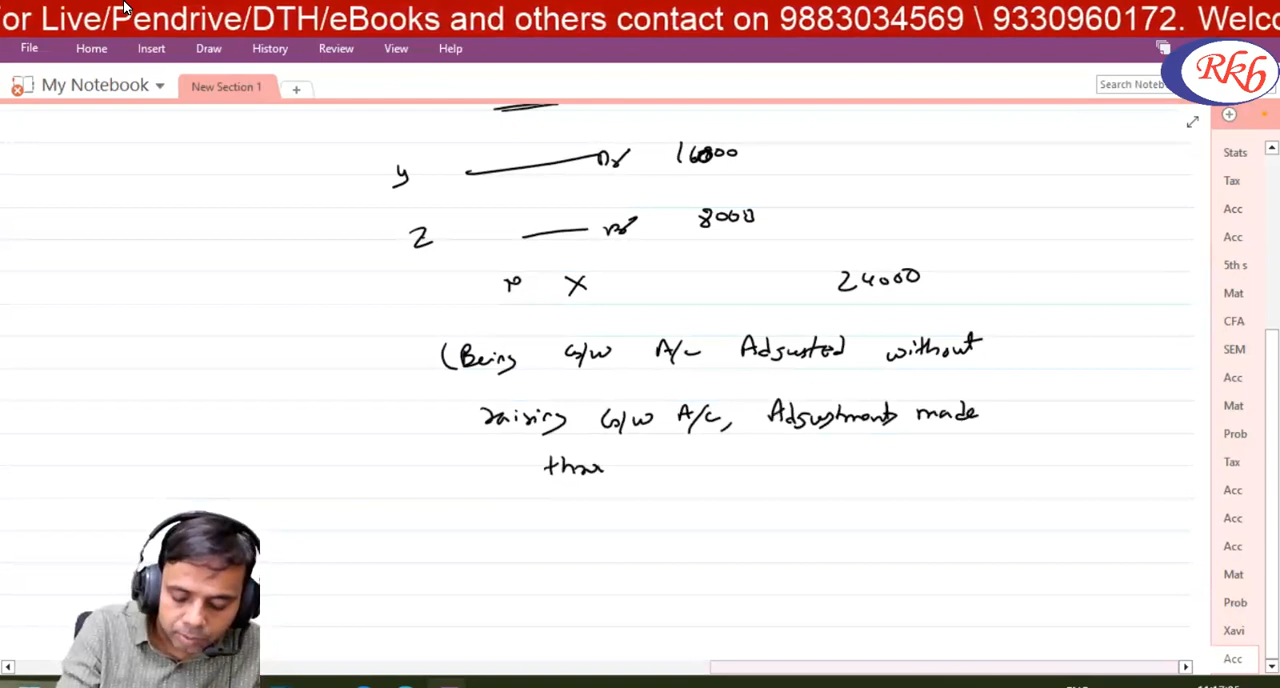 or Live/Pendrive/DTH/eBooks and others contact on 9883034569 \ 9330960172. Welco
File Home Insert Draw History Review View Help
Rkb
My Notebook New Section 1 +
Search Noteb
Y Dr 16000
Z Dr 8000
To X 24000
(Being G/W A/C Adjusted without
raising G/W A/C, Adjustment made
thro
Stats
Tax
Acc
Acc
5th s
Mat
CFA
SEM
Acc
Mat
Prob
Tax
Acc
Acc
Acc
Mat
Prob
Xavi
Acc